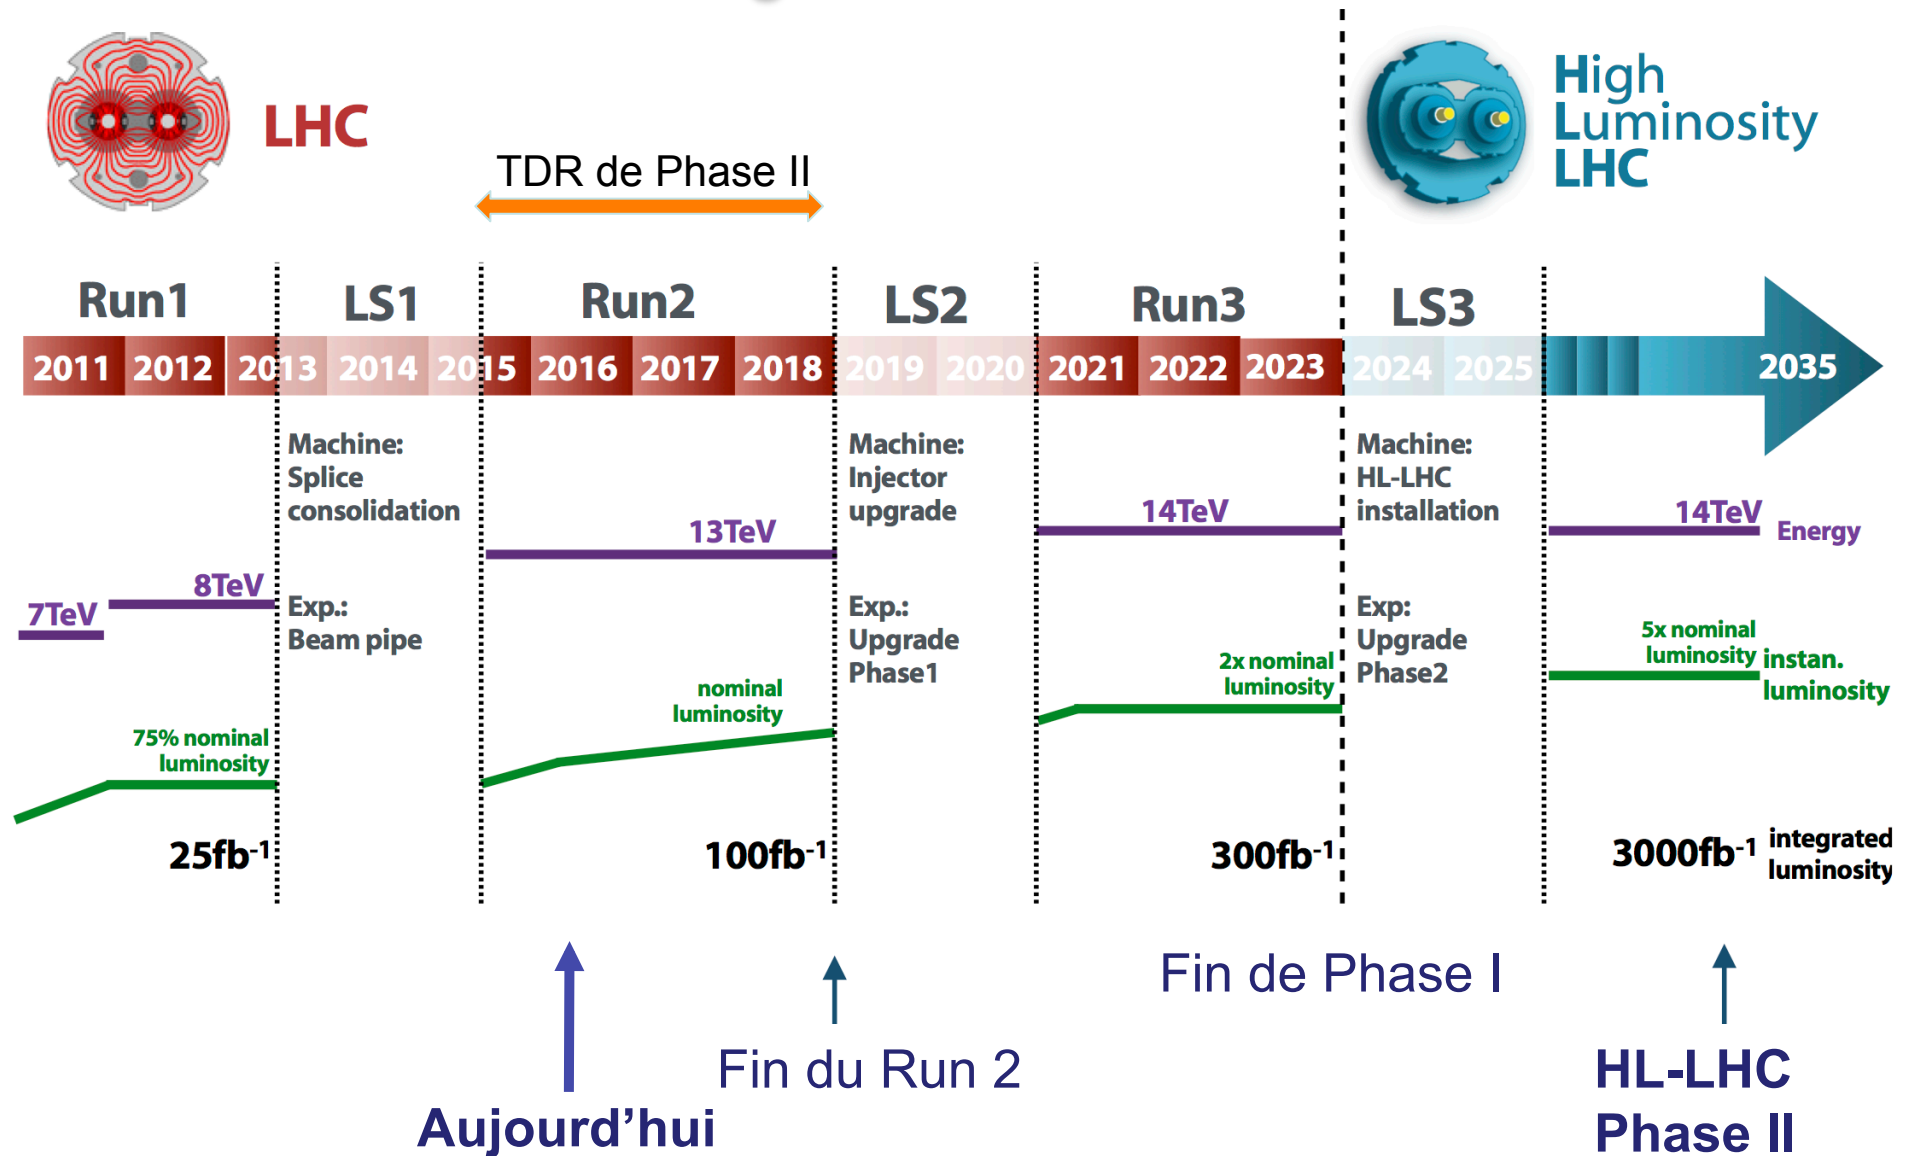 LHC
High
Luminosity
LHC
TDR de Phase II
Run1
LS1
Run2
LS2
Run3
LS3
2011 2012 2013 2014 2015 2016 2017 2018 2019 2020 2021 2022 2023 2024 2025 2035
Machine:
Splice
consolidation
Machine:
Injector
upgrade
Machine:
HL-LHC
installation
7TeV
8TeV
13TeV
14TeV
14TeV
Energy
Exp.:
Beam pipe
Exp.:
Upgrade
Phase1
Exp:
Upgrade
Phase2
75% nominal
luminosity
nominal
luminosity
2x nominal
luminosity
5x nominal
luminosity
instan.
luminosity
25fb⁻¹
100fb⁻¹
300fb⁻¹
3000fb⁻¹
integrated
luminosity
Fin de Phase I
Fin du Run 2
Aujourd’hui
HL-LHC
Phase II